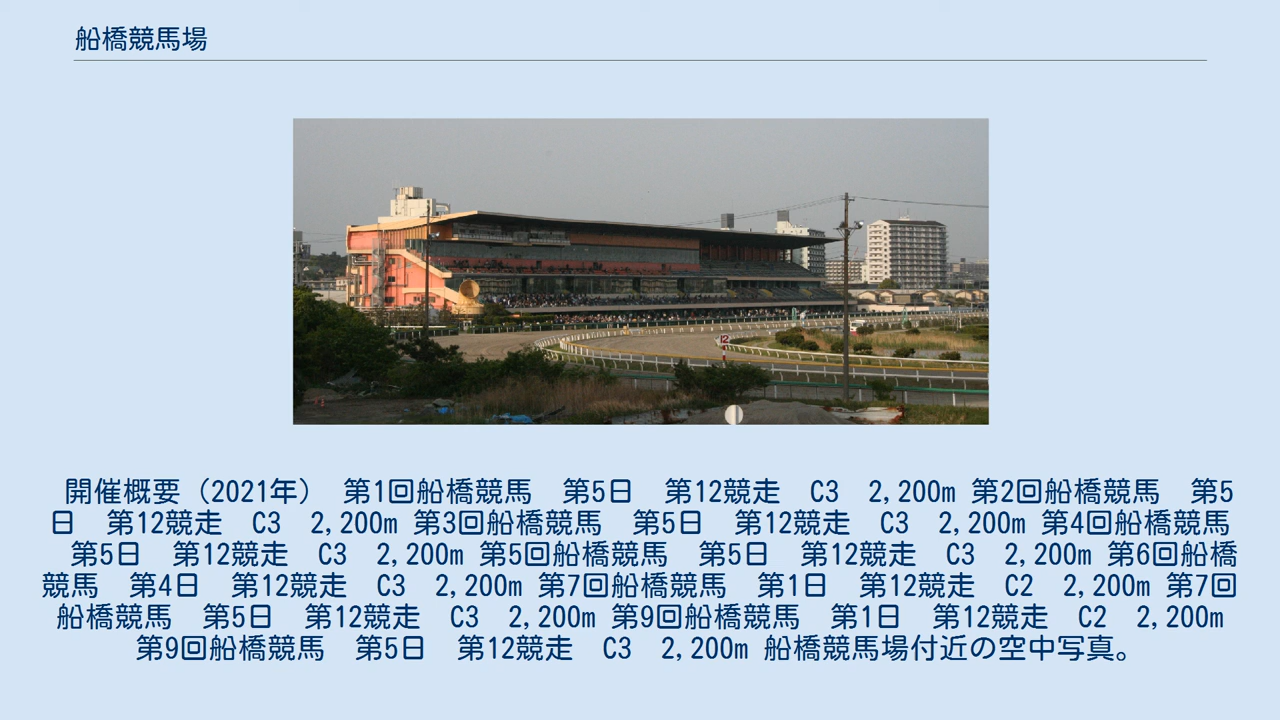 船橋競馬場
12
開催概要（2021年）　第1回船橋競馬　第5日　第12競走　C3　2,200m 第2回船橋競馬　第5
日　第12競走　C3　2,200m 第3回船橋競馬　第5日　第12競走　C3　2,200m 第4回船橋競馬
第5日　第12競走　C3　2,200m 第5回船橋競馬　第5日　第12競走　C3　2,200m 第6回船橋
競馬　第4日　第12競走　C3　2,200m 第7回船橋競馬　第1日　第12競走　C2　2,200m 第7回
船橋競馬　第5日　第12競走　C3　2,200m 第9回船橋競馬　第1日　第12競走　C2　2,200m
第9回船橋競馬　第5日　第12競走　C3　2,200m 船橋競馬場付近の空中写真。